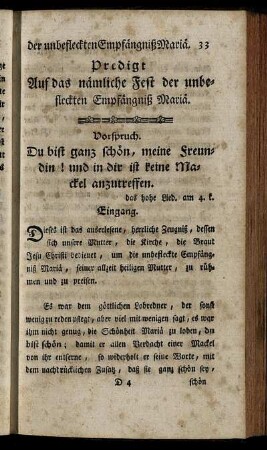 der unbefleckten Empfängniß Mariä. 33
Predigt
Auf das nämliche Fest der unbe-
fleckten Empfängniß Mariä.
Vorspruch.
Du bist ganz schön, meine Freun-
din! und in dir ist keine Ma-
ckel anzutreffen.
das hohe Lied. am 4. k.
Eingang.
Dieses ist das auserlesene, herrliche Zeugniß, dessen
sich unsere Mutter, die Kirche, die Braut
Jesu Christi bedienet, um die unbefleckte Empfäng-
niß Mariä, seiner allzeit heiligen Mutter, zu rüh-
men und zu preisen.
Es war dem göttlichen Lobredner, der sonst
wenig zu reden pflegt, aber viel mit wenigen sagt, es war
ihm nicht genug, die Schönheit Mariä zu loben, du
bist schön; damit er allen Verdacht einer Mackel
von ihr entferne, so widerholt er seine Worte, mit
dem nachdrücklichen Zusatz, daß sie ganz schön sey,
D 4 schön